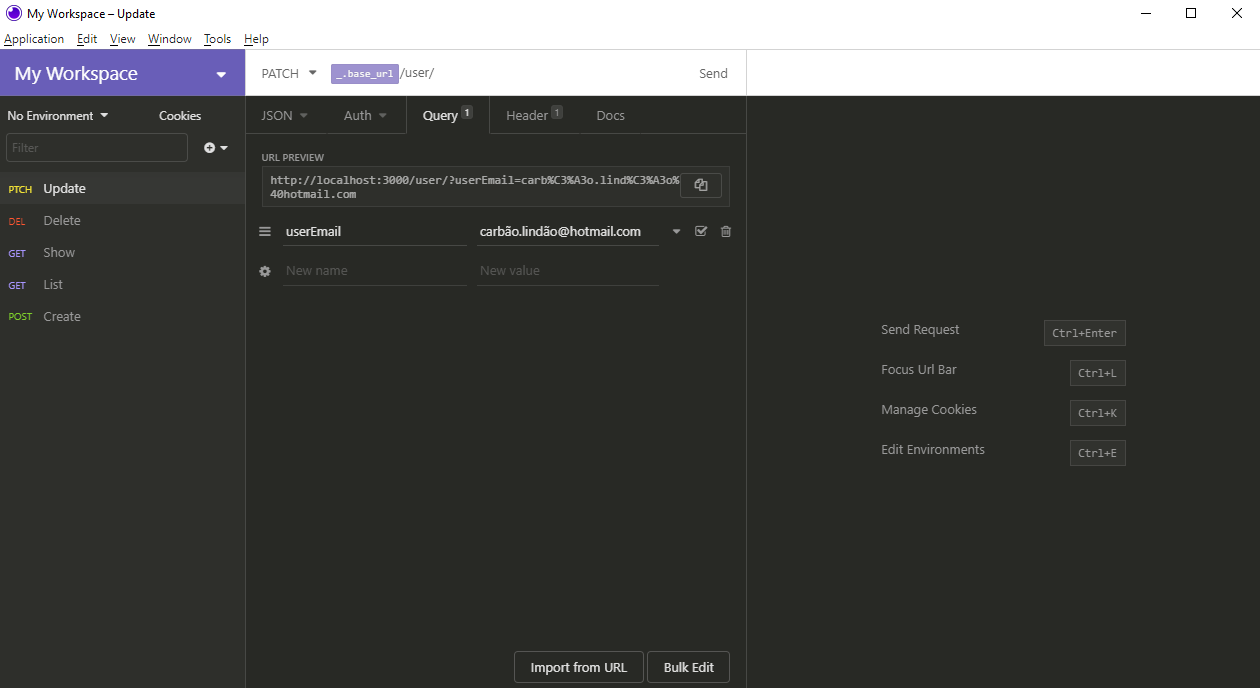 My Workspace – Update
Application Edit View Window Tools Help
My Workspace
PATCH _.base_url /user/ Send
No Environment Cookies
JSON Auth Query 1 Header 1 Docs
Filter
URL PREVIEW
http://localhost:3000/user/?userEmail=carb%C3%A3o.lind%C3%A3o%
40hotmail.com
PTCH Update
DEL Delete
GET Show
GET List
POST Create
userEmail carbão.lindão@hotmail.com
New name New value
Send Request Ctrl+Enter
Focus Url Bar Ctrl+L
Manage Cookies Ctrl+K
Edit Environments Ctrl+E
Import from URL Bulk Edit